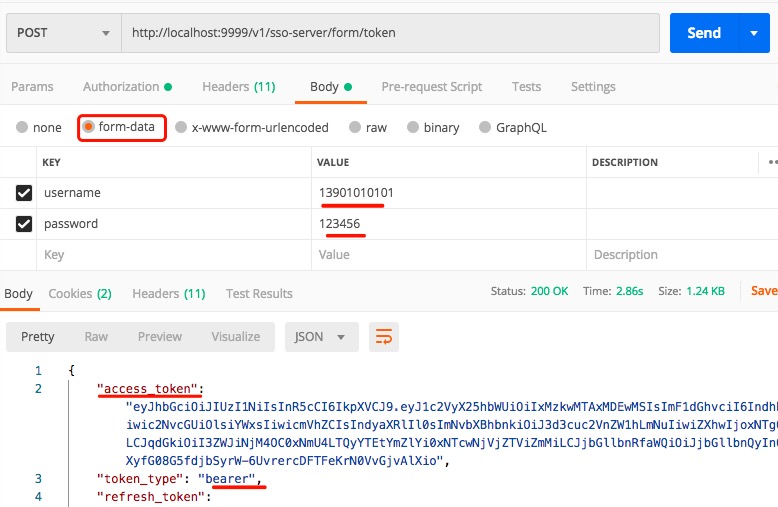 POST http://localhost:9999/v1/sso-server/form/token Send
Params Authorization Headers (11) Body Pre-request Script Tests Settings
none form-data x-www-form-urlencoded raw binary GraphQL
KEY VALUE DESCRIPTION
username 13901010101
password 123456
Key Value Description
Body Cookies (2) Headers (11) Test Results Status: 200 OK Time: 2.86s Size: 1.24 KB Save
Pretty Raw Preview Visualize JSON
1 {
2 "access_token":
"eyJhbGciOiJIUzI1NiIsInR5cCI6IkpXVCJ9.eyJ1c2VyX25hbWUiOiIxMzkwMTAxMDEwMSIsImF1dGhvciI6Indhb
iwic2NvcGUiOlsiYWxsIiwicmVhZCIsIndyaXRlIl0sImNvbXBhbnkiOiJ3d3cuc2VnZW1hLmNuIiwiZXhwIjoxNTg
LCJqdGkiOiI3ZWJiNjM4OC0xNmU4LTQyYTEtYmZlYi0xNTcwNjVjZTViZmMiLCJjbGllbnRfaWQiOiJjbGllbnQyIn
XyfG08G5fdjbSyrW-6UvrercDFTFeKrN0VvGjvAlXio",
3 "token_type": "bearer",
4 "refresh_token":